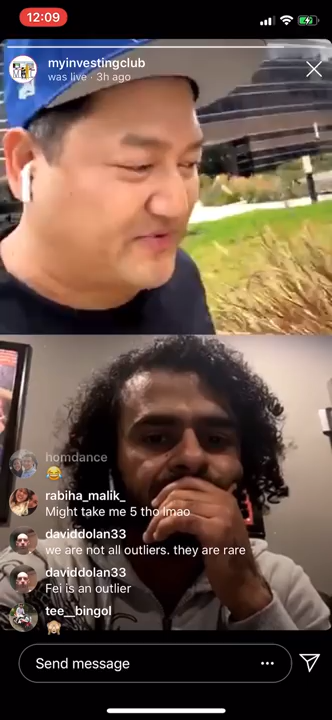 12:09
myinvestingclub
was live · 3h ago
homdance
😂
rabiha_malik_
Might take me 5 tho lmao
daviddolan33
we are not all outliers. they are rare
daviddolan33
Fei is an outlier
tee__bingol
🙈
Send message